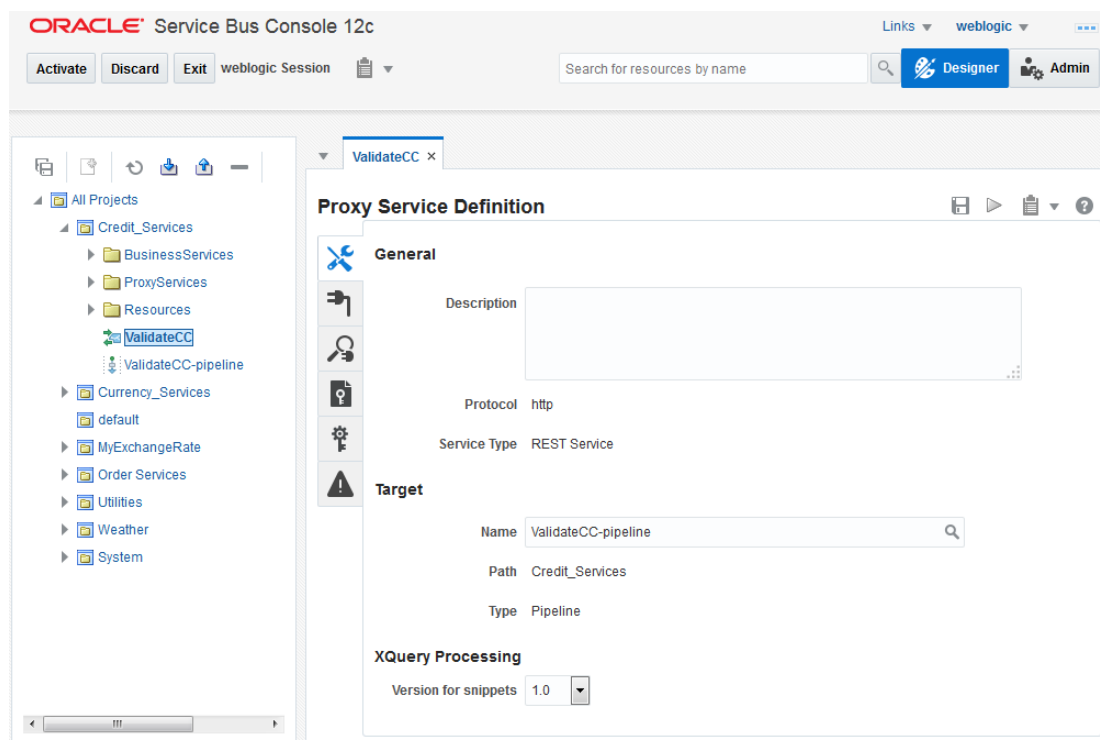 ORACLE Service Bus Console 12c
Links weblogic
Activate Discard Exit weblogic Session Search for resources by name Designer Admin
ValidateCC ×
All Projects
Credit_Services
BusinessServices
ProxyServices
Resources
ValidateCC
ValidateCC-pipeline
Currency_Services
default
MyExchangeRate
Order Services
Utilities
Weather
System
Proxy Service Definition
General
Description
Protocol http
Service Type REST Service
Target
Name ValidateCC-pipeline
Path Credit_Services
Type Pipeline
XQuery Processing
Version for snippets 1.0